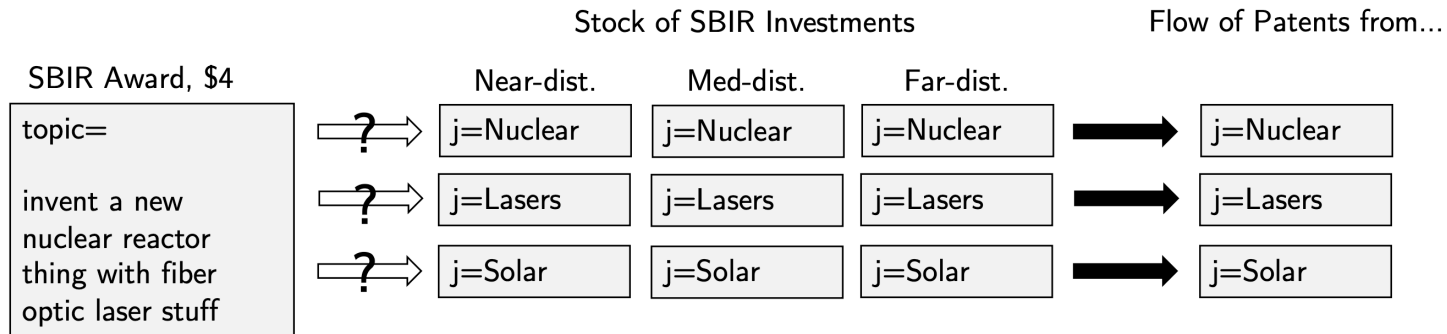 Stock of SBIR Investments
Flow of Patents from...
SBIR Award, $4
Near-dist.
Med-dist.
Far-dist.
topic=
invent a new
nuclear reactor
thing with fiber
optic laser stuff
?
j=Nuclear
j=Nuclear
j=Nuclear
j=Nuclear
?
j=Lasers
j=Lasers
j=Lasers
j=Lasers
?
j=Solar
j=Solar
j=Solar
j=Solar